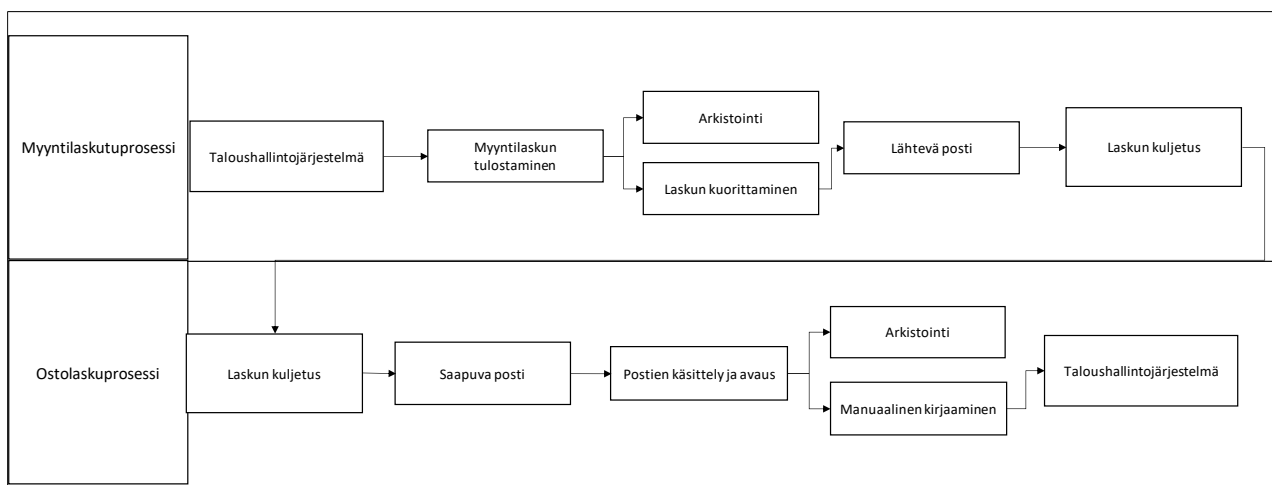 Myyntilaskutuprosessi
Taloushallintojärjestelmä
Myyntilaskun
tulostaminen
Arkistointi
Laskun kuorittaminen
Lähtevä posti
Laskun kuljetus
Ostolaskuprosessi
Laskun kuljetus
Saapuva posti
Postien käsittely ja avaus
Arkistointi
Manuaalinen kirjaaminen
Taloushallintojärjestelmä